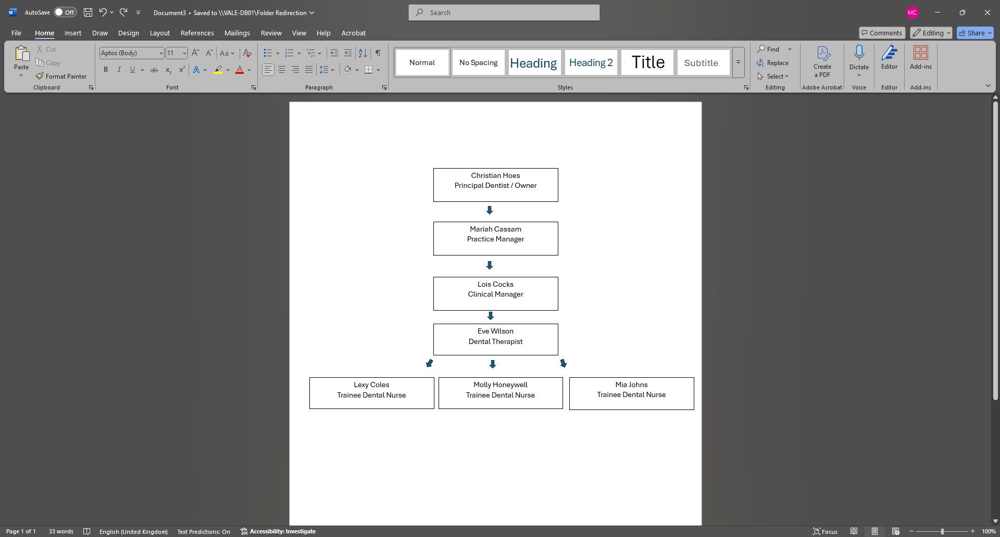 AutoSave Off Document3 • Saved to \\VALE-DB01\Folder Redirection Search MC
File Home Insert Draw Design Layout References Mailings Review View Help Acrobat Comments Editing Share
Paste Cut Copy Format Painter
Clipboard
Aptos (Body) 11 Aa
B I U ab x₂ x² A A
Font
Paragraph
Normal No Spacing Heading Heading 2 Title Subtitle
Styles
Find
Replace
Select
Editing
Create a PDF
Adobe Acrobat
Dictate
Voice
Editor
Editor
Add-ins
Add-ins
Christian Hoes
Principal Dentist / Owner
Mariah Cassam
Practice Manager
Lois Cocks
Clinical Manager
Eve Wilson
Dental Therapist
Lexy Coles
Trainee Dental Nurse
Molly Honeywell
Trainee Dental Nurse
Mia Johns
Trainee Dental Nurse
Page 1 of 1 33 words English (United Kingdom) Text Predictions: On Accessibility: Investigate Focus 100%